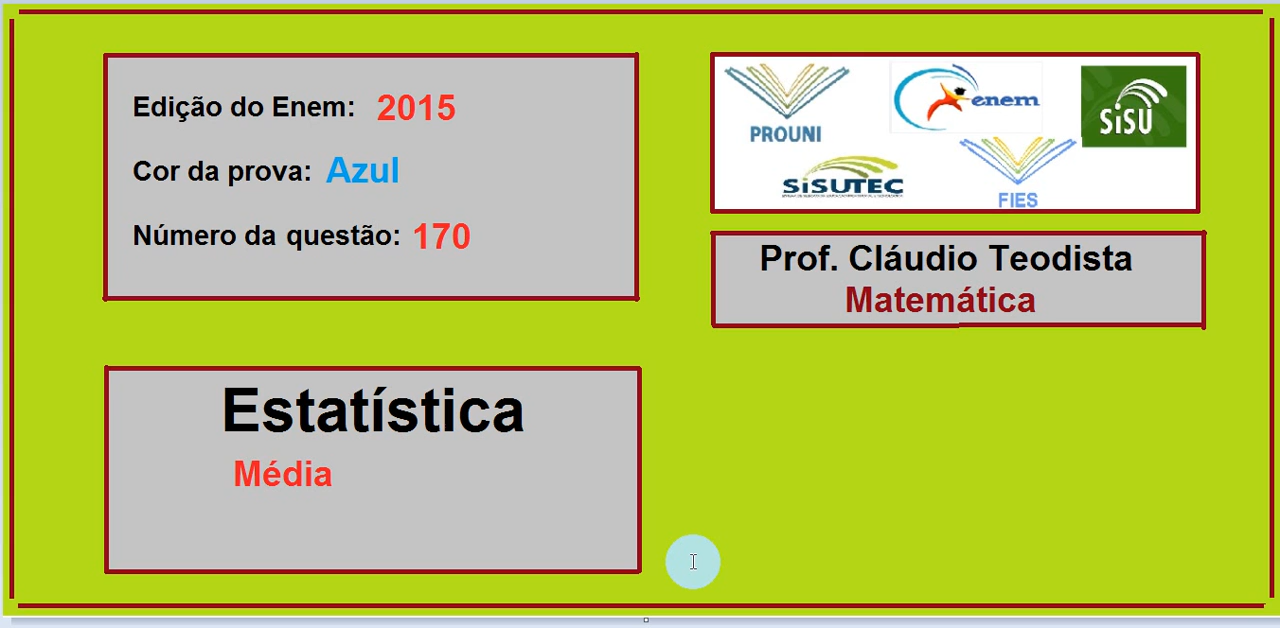 Edição do Enem: 2015
Cor da prova: Azul
Número da questão: 170
PROUNI
enem
SiSU
SiSUTEC
FIES
Prof. Cláudio Teodista
Matemática
Estatística
Média